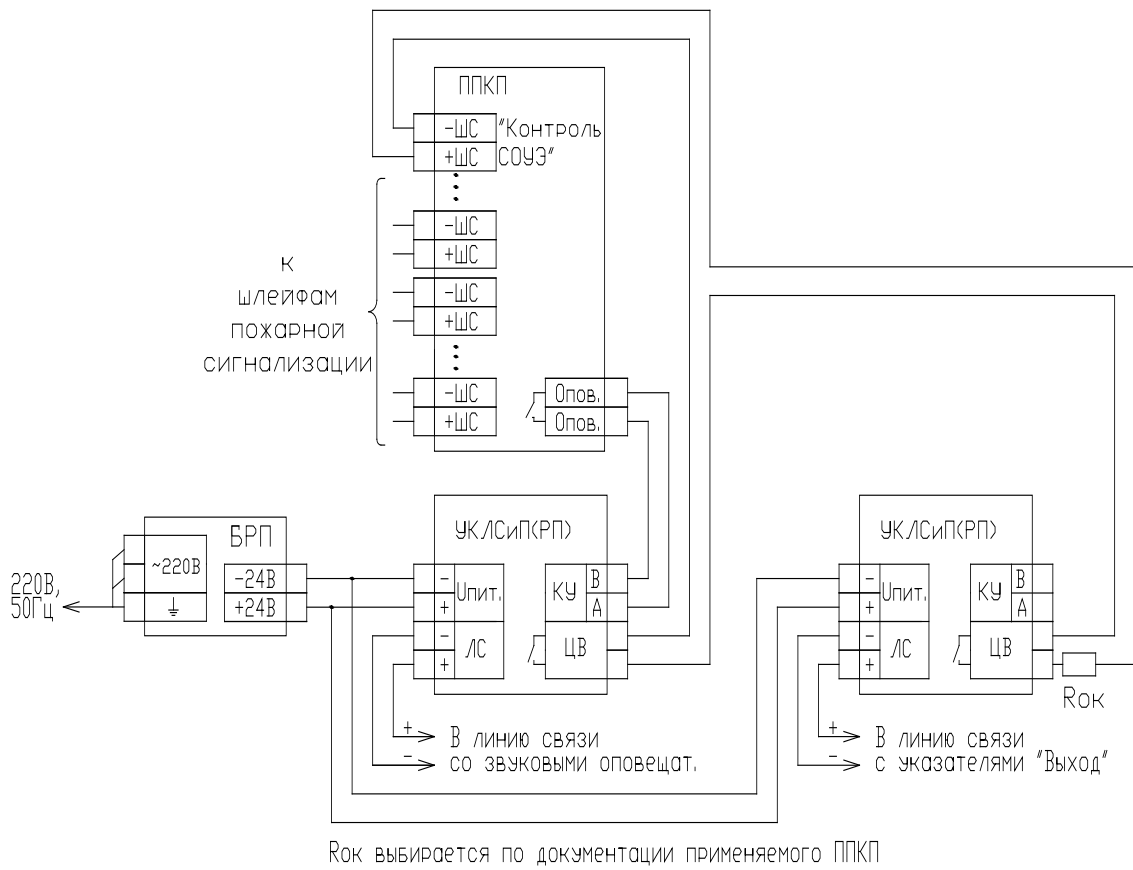 ППКП
-ШС "Контроль
+ШС СОУЭ"
-ШС
+ШС
к
шлейфам
пожарной
сигнализации
-ШС
+ШС
-ШС
+ШС
Опов.
Опов.
БРП
~220В
-24В
+24В
220В,
50Гц
УКЛСиП(РП)
-
+
Uпит.
-
+
ЛС
КУ
В
А
ЦВ
+
-
В линию связи
со звуковыми оповещат.
УКЛСиП(РП)
-
+
Uпит.
-
+
ЛС
КУ
В
А
ЦВ
Rок
+
-
В линию связи
с указателями "Выход"
Rок выбирается по документации применяемого ППКП